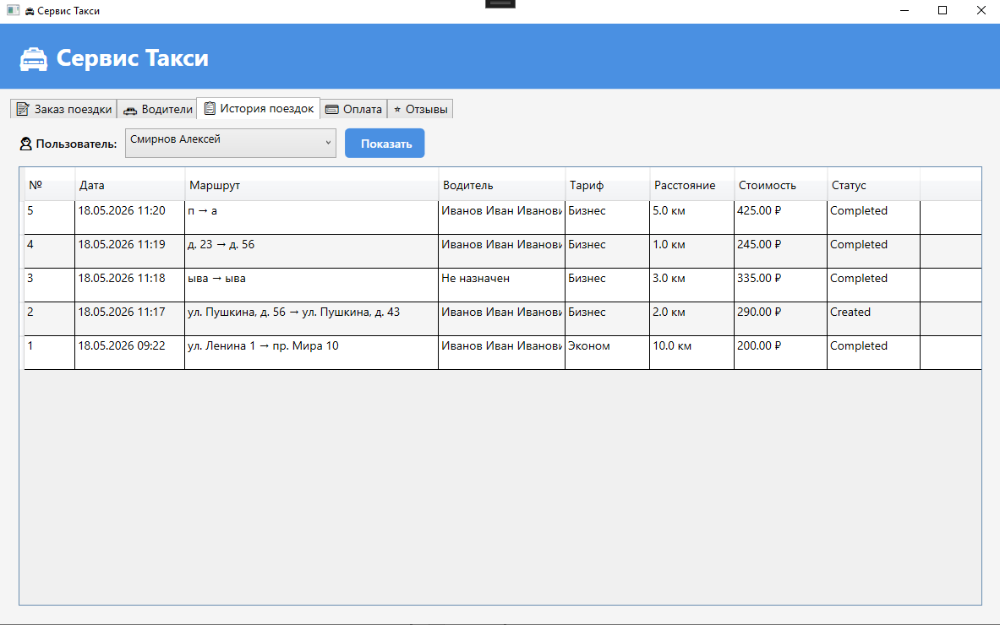 Сервис Такси
Сервис Такси
Заказ поездки Водители История поездок Оплата Отзывы
Пользователь: Смирнов Алексей Показать
№ Дата Маршрут Водитель Тариф Расстояние Стоимость Статус
5 18.05.2026 11:20 п → а Иванов Иван Иванови Бизнес 5.0 км 425.00 ₽ Completed
4 18.05.2026 11:19 д. 23 → д. 56 Иванов Иван Иванови Бизнес 1.0 км 245.00 ₽ Completed
3 18.05.2026 11:18 ыва → ыва Не назначен Бизнес 3.0 км 335.00 ₽ Completed
2 18.05.2026 11:17 ул. Пушкина, д. 56 → ул. Пушкина, д. 43 Иванов Иван Иванови Бизнес 2.0 км 290.00 ₽ Created
1 18.05.2026 09:22 ул. Ленина 1 → пр. Мира 10 Иванов Иван Иванови Эконом 10.0 км 200.00 ₽ Completed